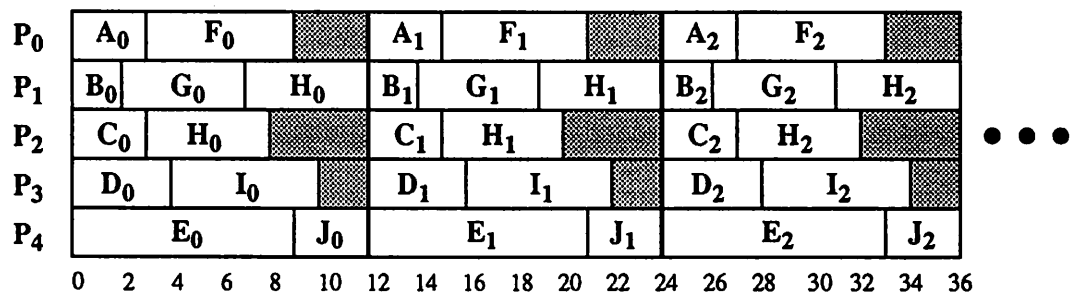 P₀ A₀ F₀ A₁ F₁ A₂ F₂
P₁ B₀ G₀ H₀ B₁ G₁ H₁ B₂ G₂ H₂
P₂ C₀ H₀ C₁ H₁ C₂ H₂
P₃ D₀ I₀ D₁ I₁ D₂ I₂
P₄ E₀ J₀ E₁ J₁ E₂ J₂
0 2 4 6 8 10 12 14 16 18 20 22 24 26 28 30 32 34 36